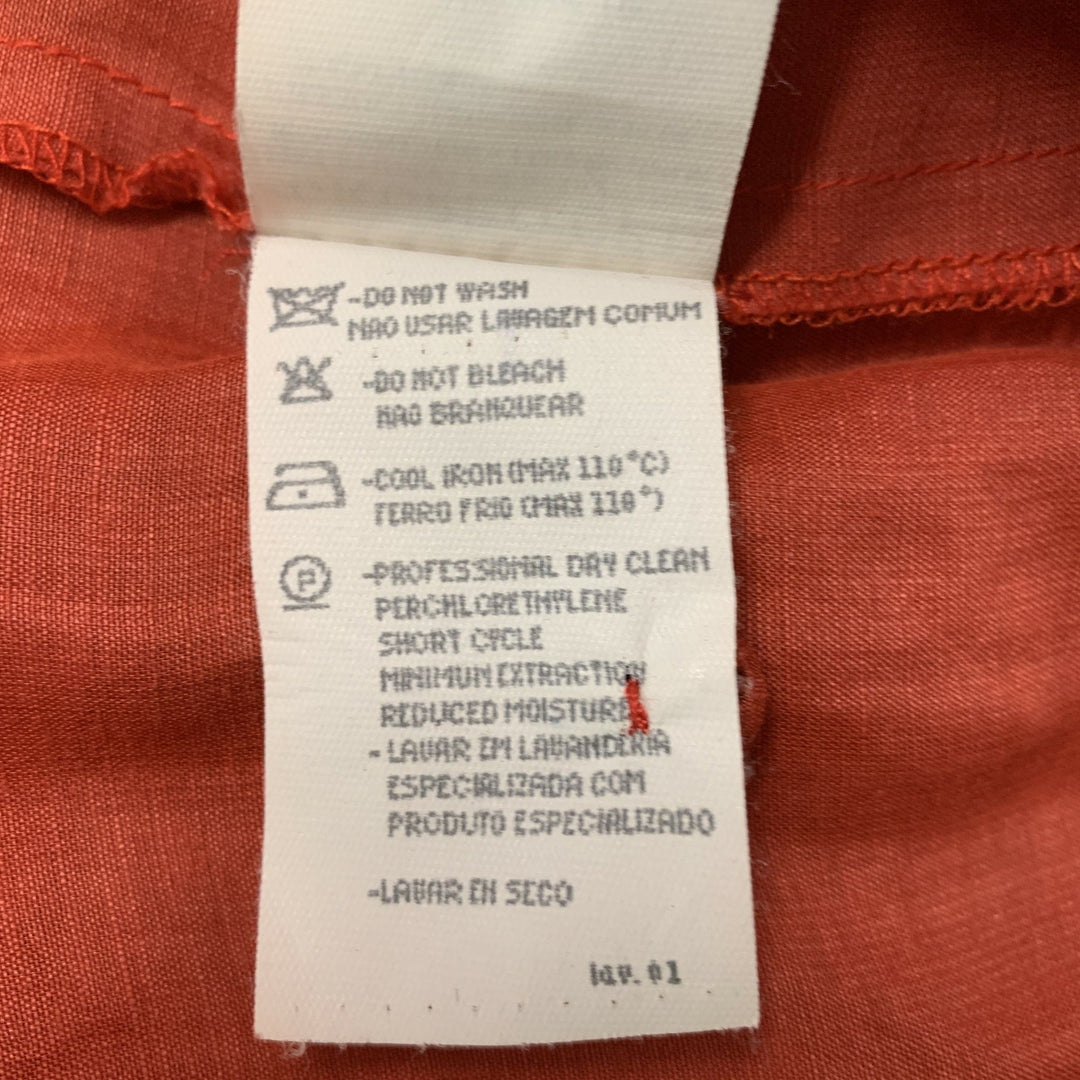 -DO NOT WASH
NAO USAR LAVAGEM COMUM
-DO NOT BLEACH
NAO BRANQUEAR
-COOL IRON (MAX 110°C)
FERRO FRIO (MAX 110°)
P
-PROFESSIONAL DRY CLEAN
PERCHLORETHYLENE
SHORT CYCLE
MINIMUM EXTRACTION
REDUCED MOISTURE
- LAVAR EM LAVANDERIA
ESPECIALIZADA COM
PRODUTO ESPECIALIZADO
-LAVAR EN SECO
lav. 01